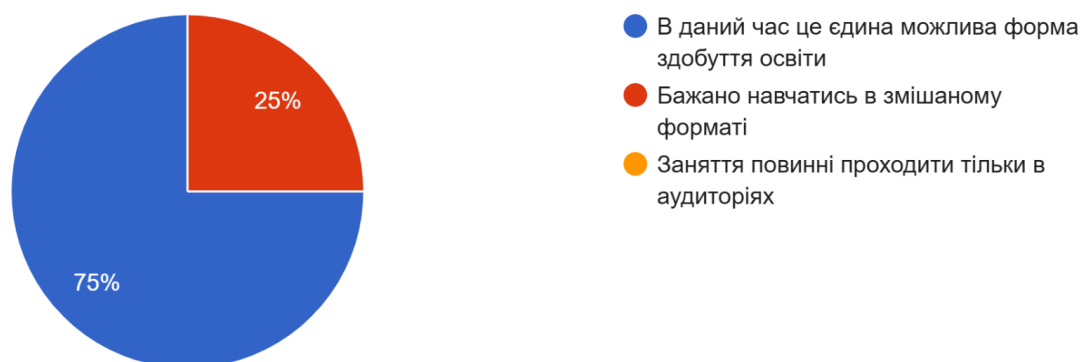 В даний час це єдина можлива форма
здобуття освіти
Бажано навчатись в змішаному
форматі
Заняття повинні проходити тільки в
аудиторіях
25%
75%